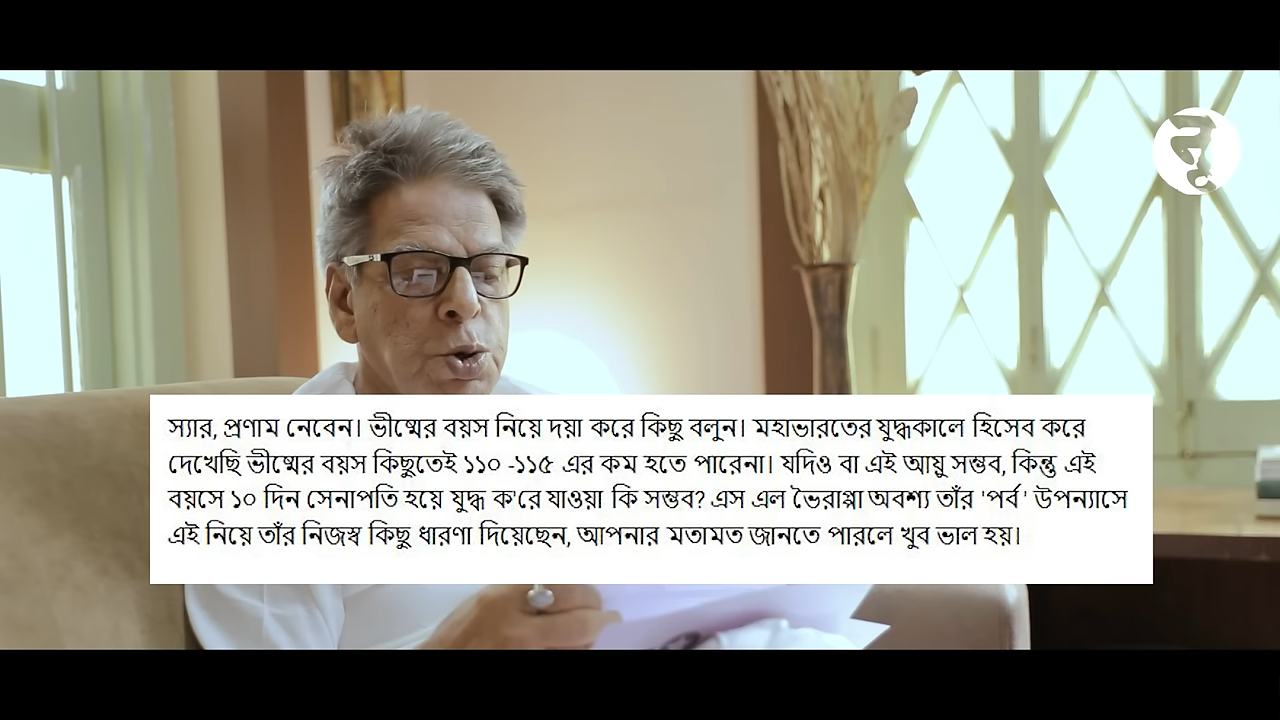 স্যার, প্রণাম নেবেন। ভীষ্মের বয়স নিয়ে দয়া করে কিছু বলুন। মহাভারতের যুদ্ধকালে হিসেব করে
দেখেছি ভীষ্মের বয়স কিছুতেই ১১০ -১১৫ এর কম হতে পারেনা। যদিও বা এই আয়ু সম্ভব, কিন্তু এই
বয়সে ১০ দিন সেনাপতি হয়ে যুদ্ধ ক'রে যাওয়া কি সম্ভব? এস এল ভৈরাপ্পা অবশ্য তাঁর 'পর্ব' উপন্যাসে
এই নিয়ে তাঁর নিজস্ব কিছু ধারণা দিয়েছেন, আপনার মতামত জানতে পারলে খুব ভাল হয়।